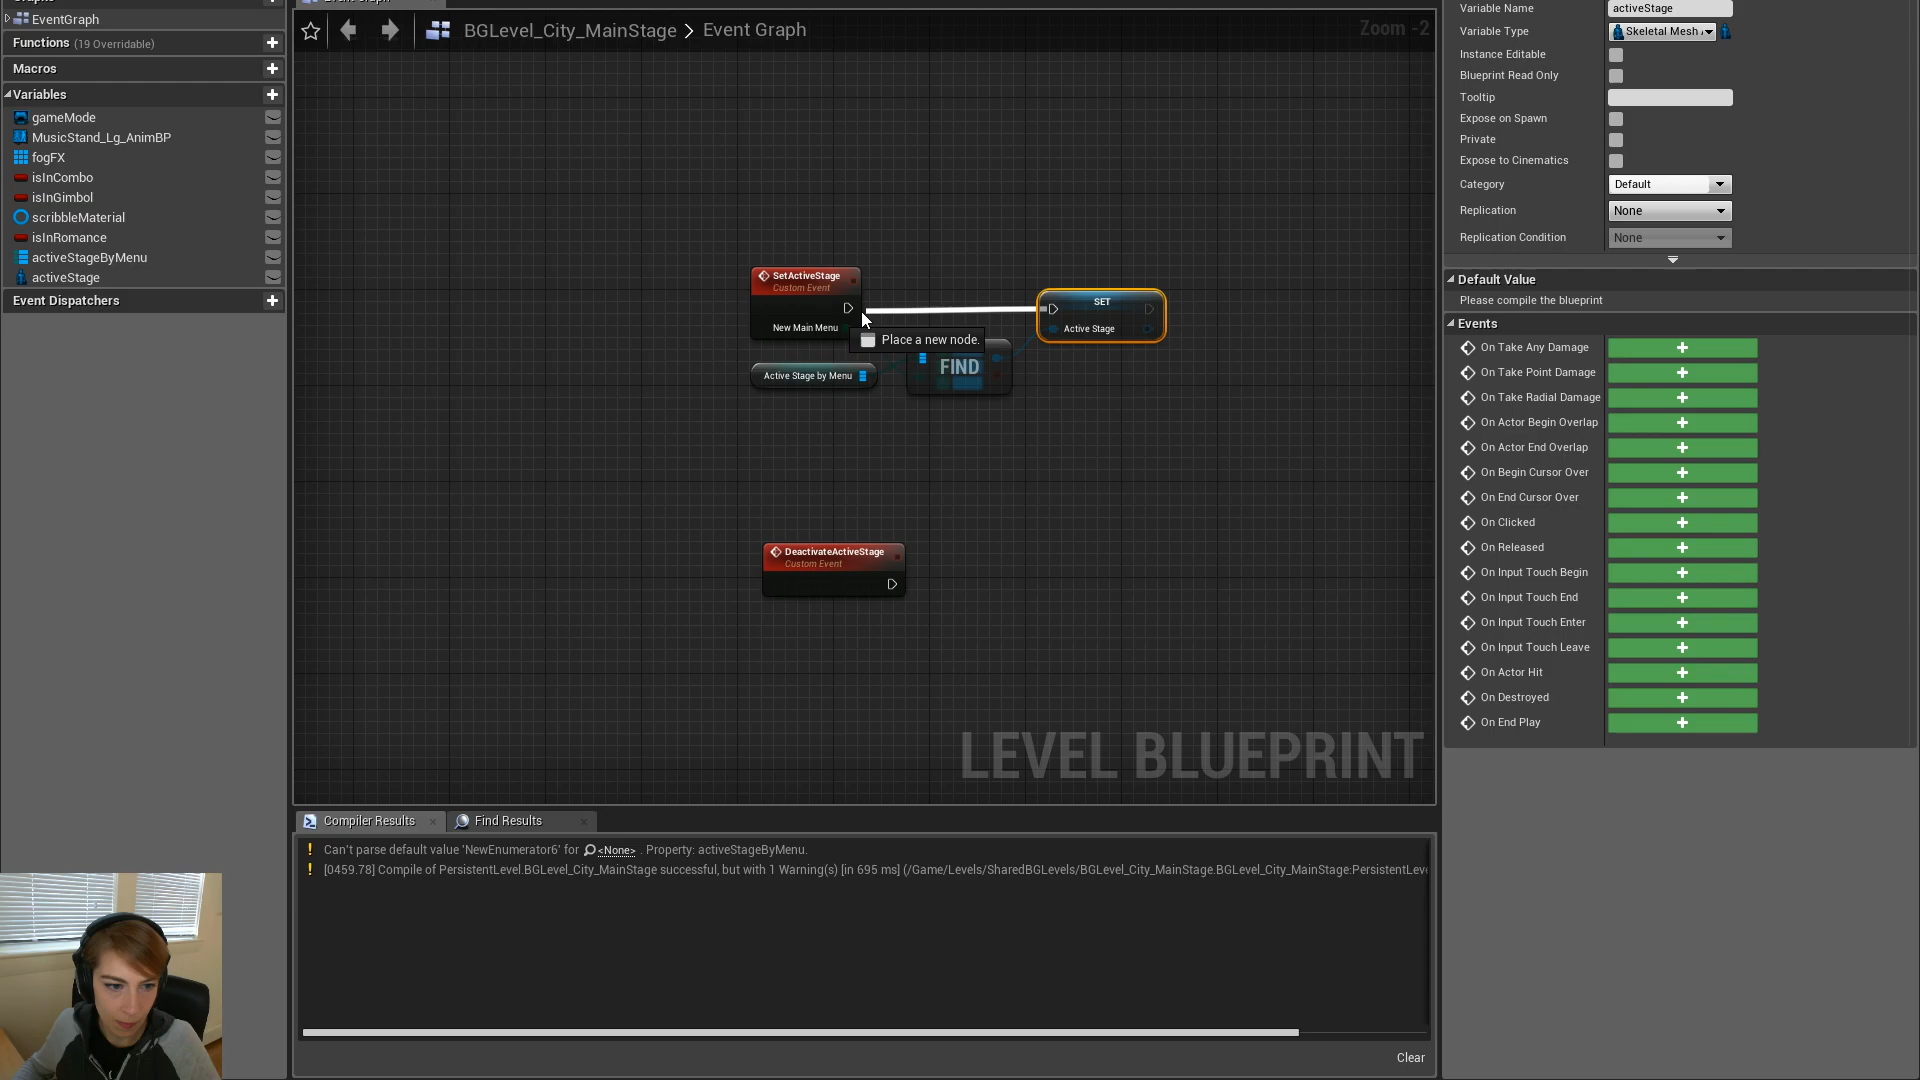 EventGraph
Functions (19 Overridable)
Macros
Variables
gameMode
MusicStand_Lg_AnimBP
fogFX
isInCombo
isInGimbol
scribbleMaterial
isInRomance
activeStageByMenu
activeStage
Event Dispatchers
BGLevel_City_MainStage > Event Graph
Zoom -2
SetActiveStage
Custom Event
New Main Menu
Place a new node.
SET
Active Stage
Active Stage by Menu
FIND
DeactivateActiveStage
Custom Event
LEVEL BLUEPRINT
Compiler Results
Find Results
Can't parse default value 'NewEnumerator6' for <None> . Property: activeStageByMenu.
[0459.78] Compile of PersistentLevel.BGLevel_City_MainStage successful, but with 1 Warning(s) [in 695 ms] (/Game/Levels/SharedBGLevels/BGLevel_City_MainStage.BGLevel_City_MainStage:PersistentLeve
Clear
Variable Name
activeStage
Variable Type
Skeletal Mesh
Instance Editable
Blueprint Read Only
Tooltip
Expose on Spawn
Private
Expose to Cinematics
Category
Default
Replication
None
Replication Condition
None
Default Value
Please compile the blueprint
Events
On Take Any Damage
On Take Point Damage
On Take Radial Damage
On Actor Begin Overlap
On Actor End Overlap
On Begin Cursor Over
On End Cursor Over
On Clicked
On Released
On Input Touch Begin
On Input Touch End
On Input Touch Enter
On Input Touch Leave
On Actor Hit
On Destroyed
On End Play